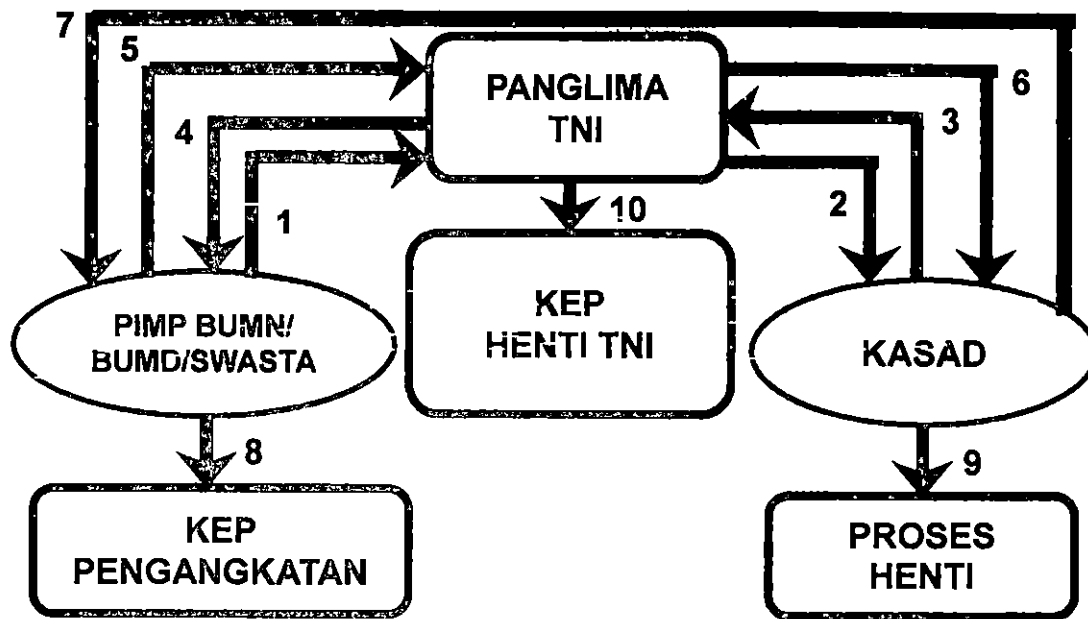 7
5
PANGLIMA
TNI
6
4
3
1
10
2
PIMP BUMN/
BUMD/SWASTA
KEP
HENTI TNI
KASAD
8
9
KEP
PENGANGKATAN
PROSES
HENTI